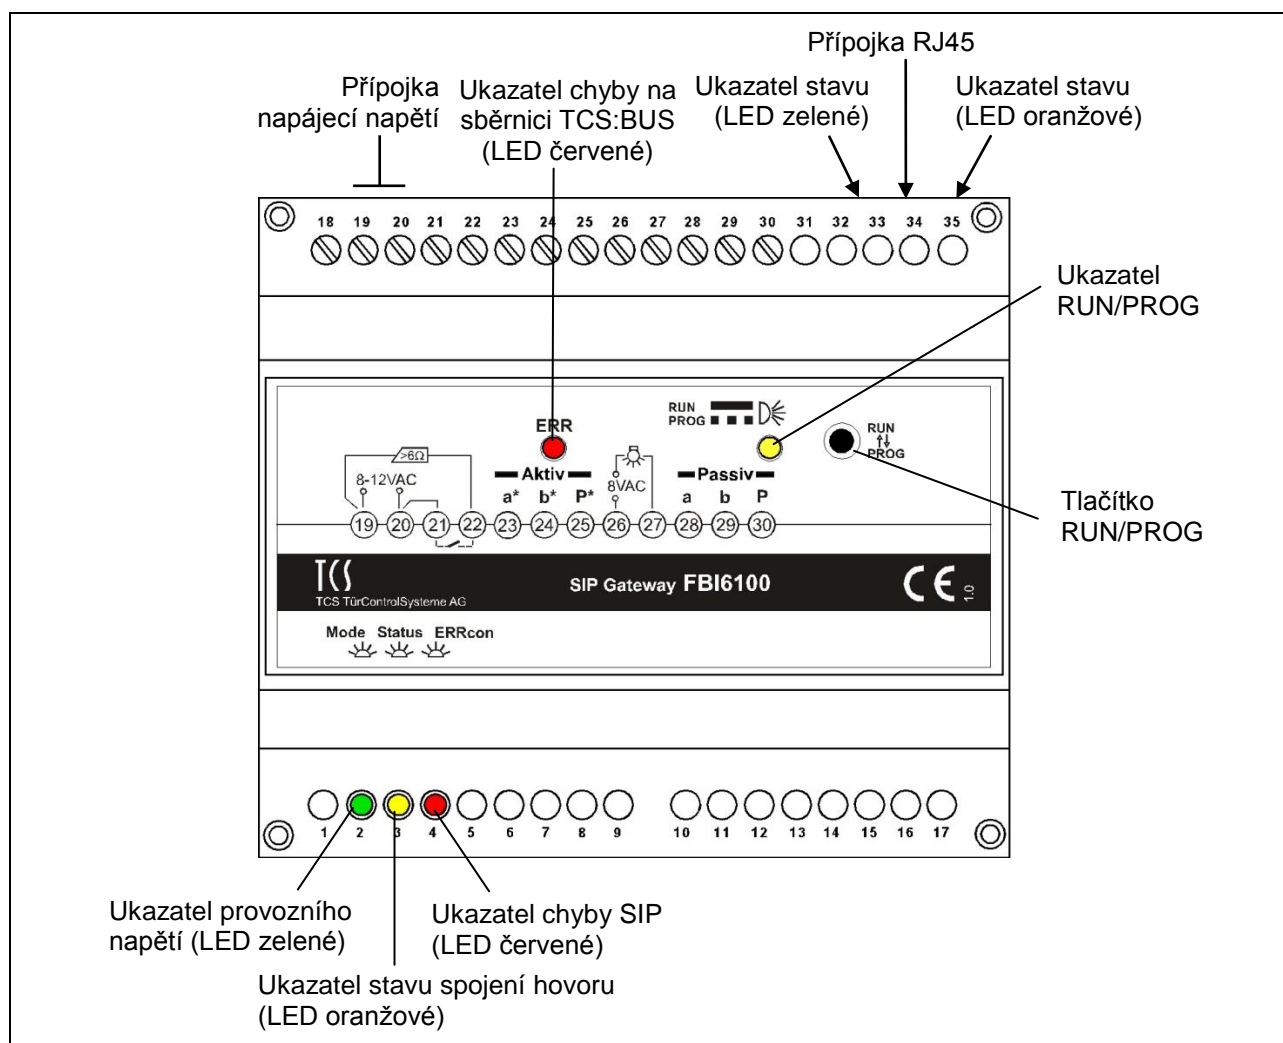 Přípojka RJ45
Přípojka
napájecí napětí
Ukazatel chyby na
sběrnici TCS:BUS
(LED červené)
Ukazatel stavu
(LED zelené)
Ukazatel stavu
(LED oranžové)
18 19 20 21 22 23 24 25 26 27 28 29 30 31 32 33 34 35
Ukazatel
RUN/PROG
RUN
PROG
ERR
RUN
PROG
>6Ω
8-12VAC
Aktiv
8VAC
Passiv
a* b* P* a b P
19 20 21 22 23 24 25 26 27 28 29 30
Tlačítko
RUN/PROG
TCS
TCS TürControlSysteme AG
SIP Gateway FBI6100
CE
1.0
Mode Status ERRcon
1 2 3 4 5 6 7 8 9 10 11 12 13 14 15 16 17
Ukazatel provozního
napětí (LED zelené)
Ukazatel chyby SIP
(LED červené)
Ukazatel stavu spojení hovoru
(LED oranžové)